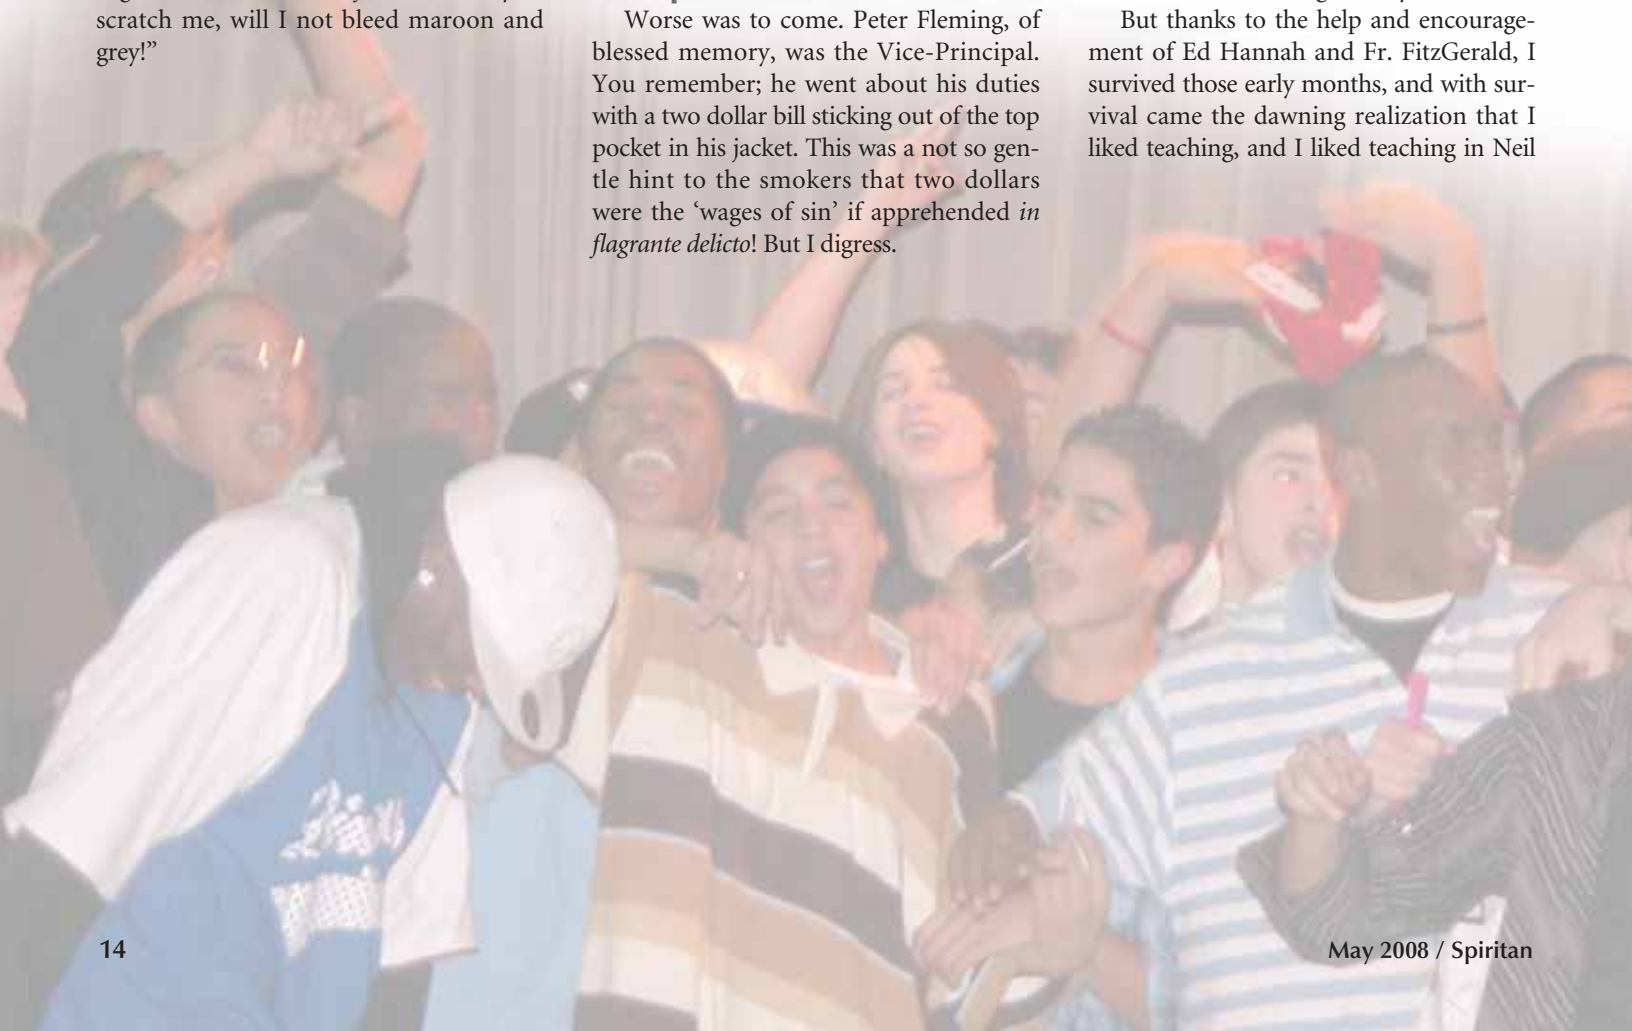 scratch me, will I not bleed maroon and
grey!”
Worse was to come. Peter Fleming, of
blessed memory, was the Vice-Principal.
You remember; he went about his duties
with a two dollar bill sticking out of the top
pocket in his jacket. This was a not so gen-
tle hint to the smokers that two dollars
were the ‘wages of sin’ if apprehended in
flagrante delicto! But I digress.
But thanks to the help and encourage-
ment of Ed Hannah and Fr. FitzGerald, I
survived those early months, and with sur-
vival came the dawning realization that I
liked teaching, and I liked teaching in Neil
14
May 2008 / Spiritan